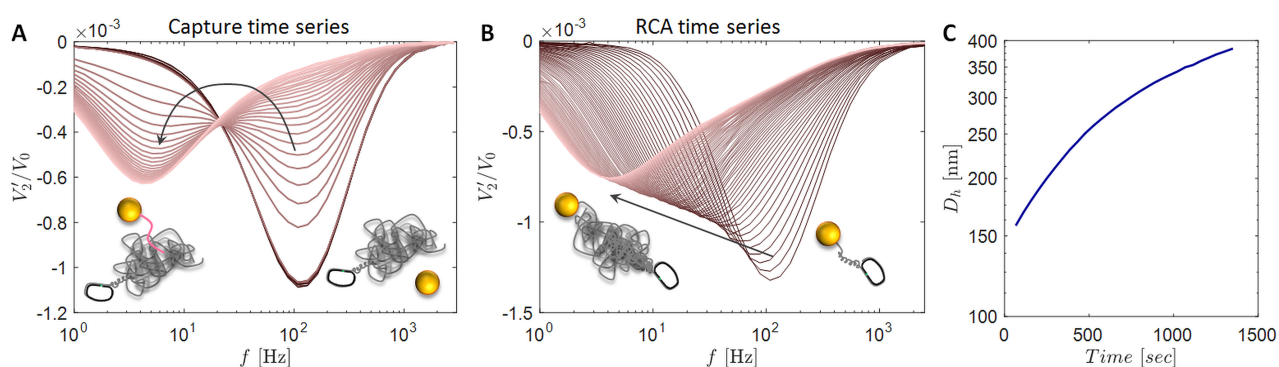 A
Capture time series
×10⁻³
0
-0.2
-0.4
-0.6
-0.8
-1
-1.2
V₂′/V₀
10⁰
10¹
10²
10³
f [Hz]
B
RCA time series
×10⁻³
0
-0.5
-1
-1.5
V₂′/V₀
10⁰
10¹
10²
10³
f [Hz]
C
400
350
300
250
200
150
100
D_h [nm]
0
500
1000
1500
Time [sec]